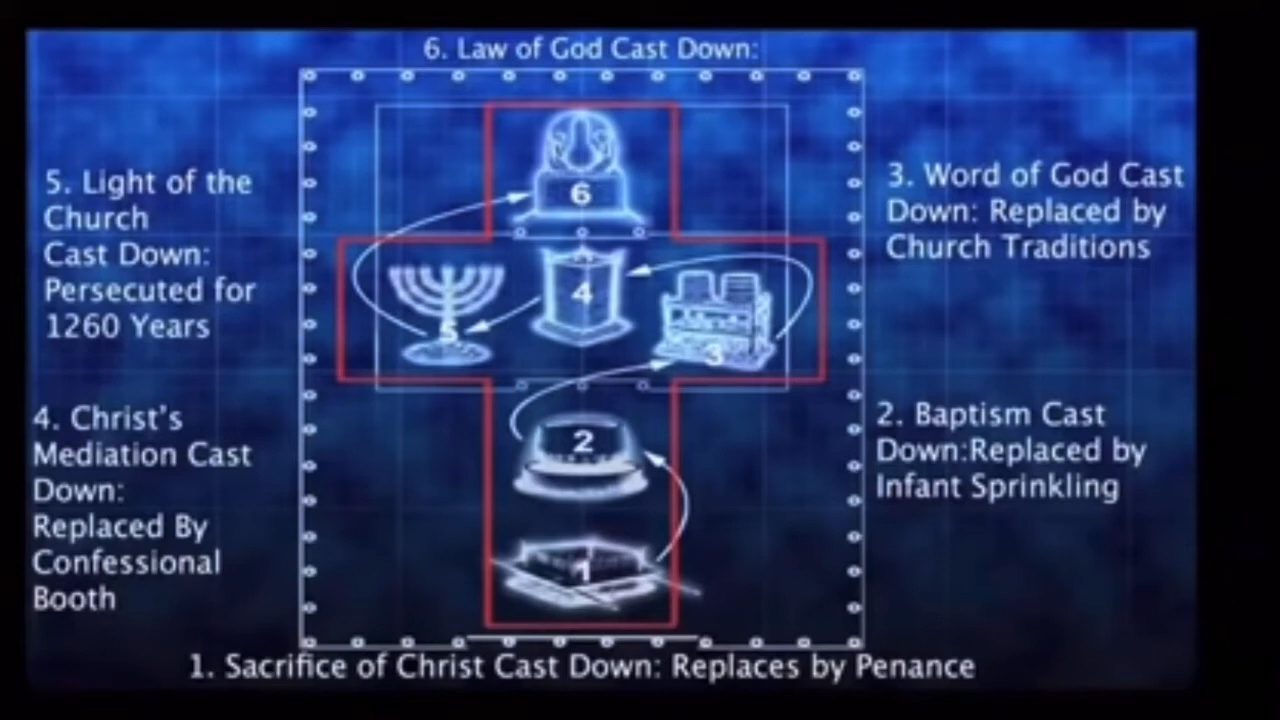 6. Law of God Cast Down:
5. Light of the
Church
Cast Down:
Persecuted for
1260 Years
3. Word of God Cast
Down: Replaced by
Church Traditions
6
4
5
3
4. Christ's
Mediation Cast
Down:
Replaced By
Confessional
Booth
2. Baptism Cast
Down:Replaced by
Infant Sprinkling
2
1
1. Sacrifice of Christ Cast Down: Replaces by Penance